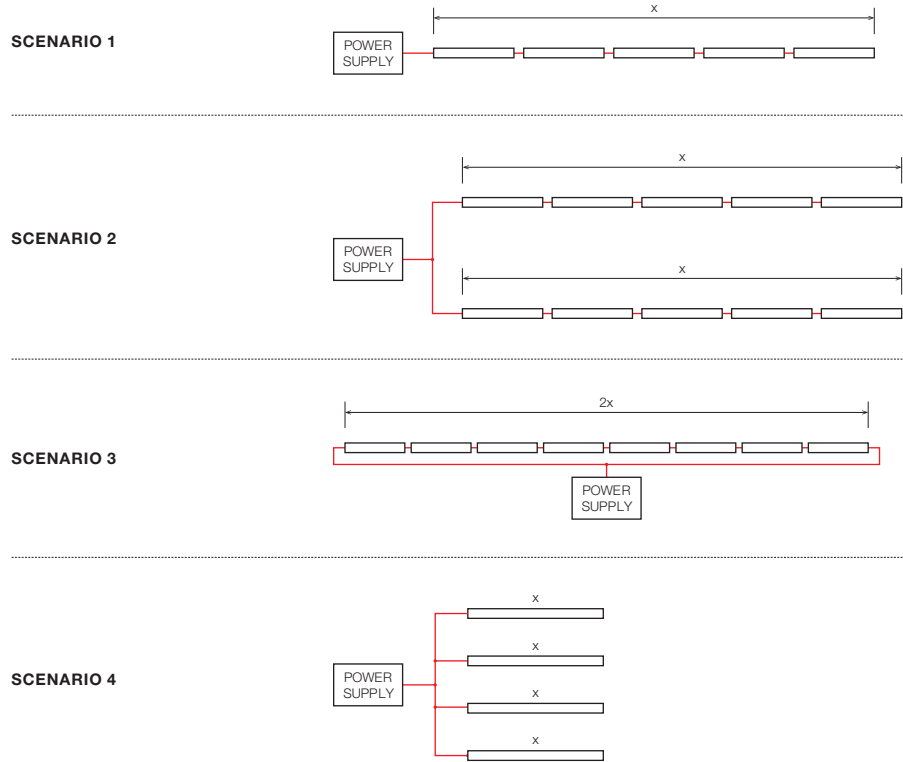 x
SCENARIO 1
POWER
SUPPLY
x
SCENARIO 2
POWER
SUPPLY
x
2x
SCENARIO 3
POWER
SUPPLY
x
x
SCENARIO 4
POWER
SUPPLY
x
x